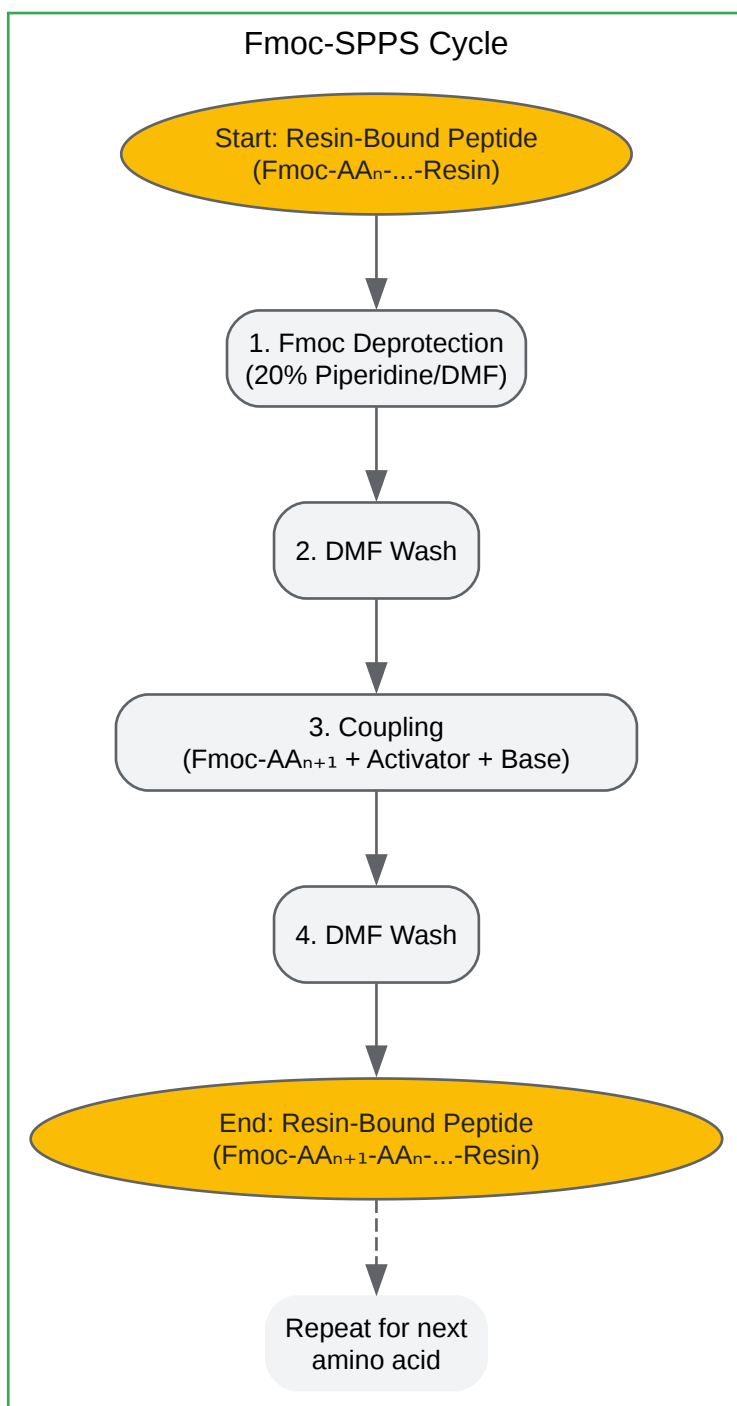 Fmoc-SPPS Cycle
Start: Resin-Bound Peptide
(Fmoc-AAₙ-...-Resin)
1. Fmoc Deprotection
(20% Piperidine/DMF)
2. DMF Wash
3. Coupling
(Fmoc-AAₙ₊₁ + Activator + Base)
4. DMF Wash
End: Resin-Bound Peptide
(Fmoc-AAₙ₊₁-AAₙ-...-Resin)
Repeat for next
amino acid